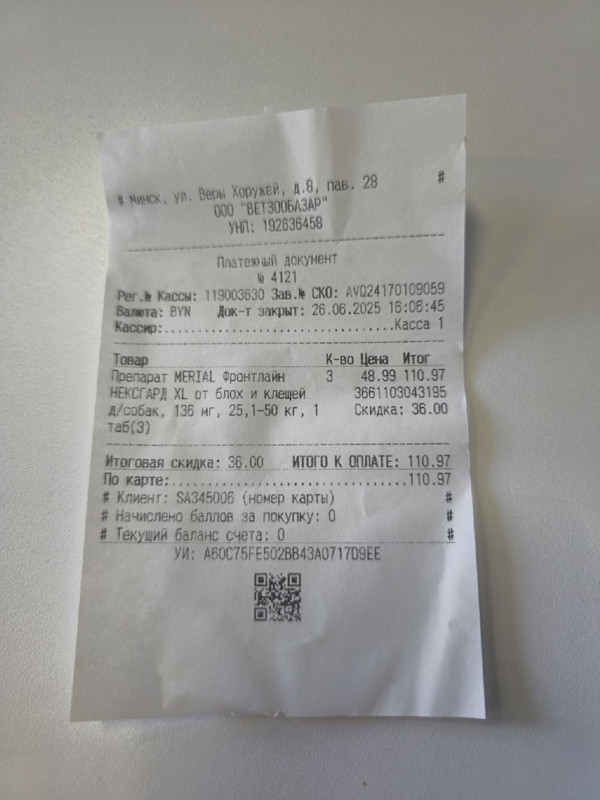 # Минск, ул. Веры Хоружей, д.8, пав. 28 #
ООО "ВЕТЗООБАЗАР"
УНП: 192636458
Платежный документ
№ 4121
Рег.№ Кассы: 119003630 Зав.№ СКО: AVQ24170109059
Валюта: BYN Док-т закрыт: 26.06.2025 16:06:45
Кассир:................................Касса 1
Товар К-во Цена Итог
Препарат MERIAL Фронтлайн 3 48.99 110.97
НЕКСГАРД XL от блох и клещей 3661103043195
д/собак, 136 мг, 25,1-50 кг, 1 Скидка: 36.00
таб(3)
Итоговая скидка: 36.00 ИТОГО К ОПЛАТЕ: 110.97
По карте:.................................110.97
# Клиент: SA345006 (номер карты) #
# Начислено баллов за покупку: 0 #
# Текущий баланс счета: 0 #
УИ: A60C75FE502BB43A0717D9EE